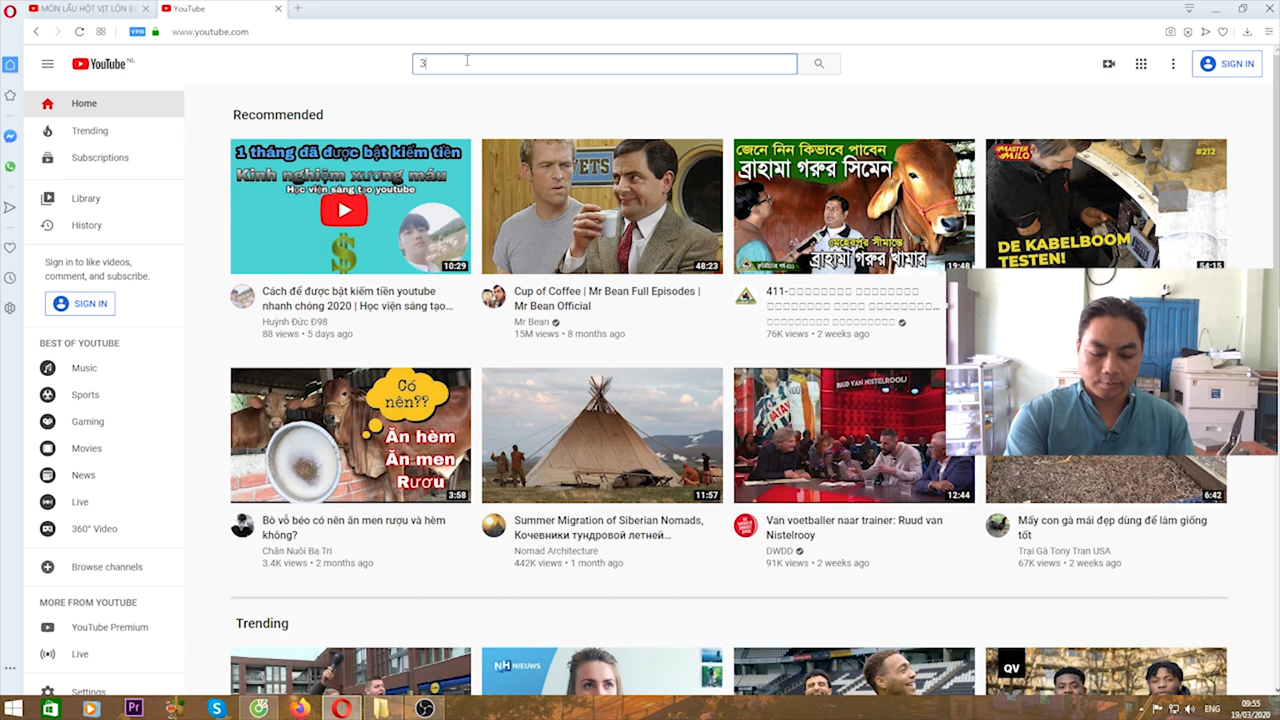 MÓN LẨU HỘT VỊT LỘN BÁ
YouTube
VPN
www.youtube.com
YouTube NL
3
SIGN IN
Home
Trending
Subscriptions
Library
History
Sign in to like videos,
comment, and subscribe.
SIGN IN
BEST OF YOUTUBE
Music
Sports
Gaming
Movies
News
Live
360° Video
Browse channels
MORE FROM YOUTUBE
YouTube Premium
Live
Settings
Recommended
1 tháng đã được bật kiếm tiền
Kinh nghiệm xương máu
Học viện sáng tạo youtube
10:29
Cách để được bật kiếm tiền youtube
nhanh chóng 2020 | Học viện sáng tạo...
Huỳnh Đức Đ98
88 views • 5 days ago
VETS
48:23
Cup of Coffee | Mr Bean Full Episodes |
Mr Bean Official
Mr Bean
15M views • 8 months ago
জেনে নিন কিভাবে পাবেন
ব্রাহামা গরুর সিমেন
মেহেরপুর সীমান্তে
ব্রাহামা গরুর খামার
19:48
411-
76K views • 2 weeks ago
MASTER MILO
#212
DE KABELBOOM
TESTEN!
54:15
Có
nên??
Ăn hèm
Ăn men
Rượu
3:58
Bò vỗ béo có nên ăn men rượu và hèm
không?
Chăn Nuôi Ba Tri
3.4K views • 2 months ago
11:57
Summer Migration of Siberian Nomads,
Кочевники тундровой летней...
Nomad Architecture
442K views • 1 month ago
RUUD VAN NISTELROOIJ
12:44
Van voetballer naar trainer: Ruud van
Nistelrooy
DWDD
91K views • 2 weeks ago
6:42
Mấy con gà mái đẹp dùng để làm giống
tốt
Trại Gà Tony Tran USA
67K views • 2 weeks ago
Trending
NH NIEUWS
QV
Pr
ENG
09:55
19/03/2020